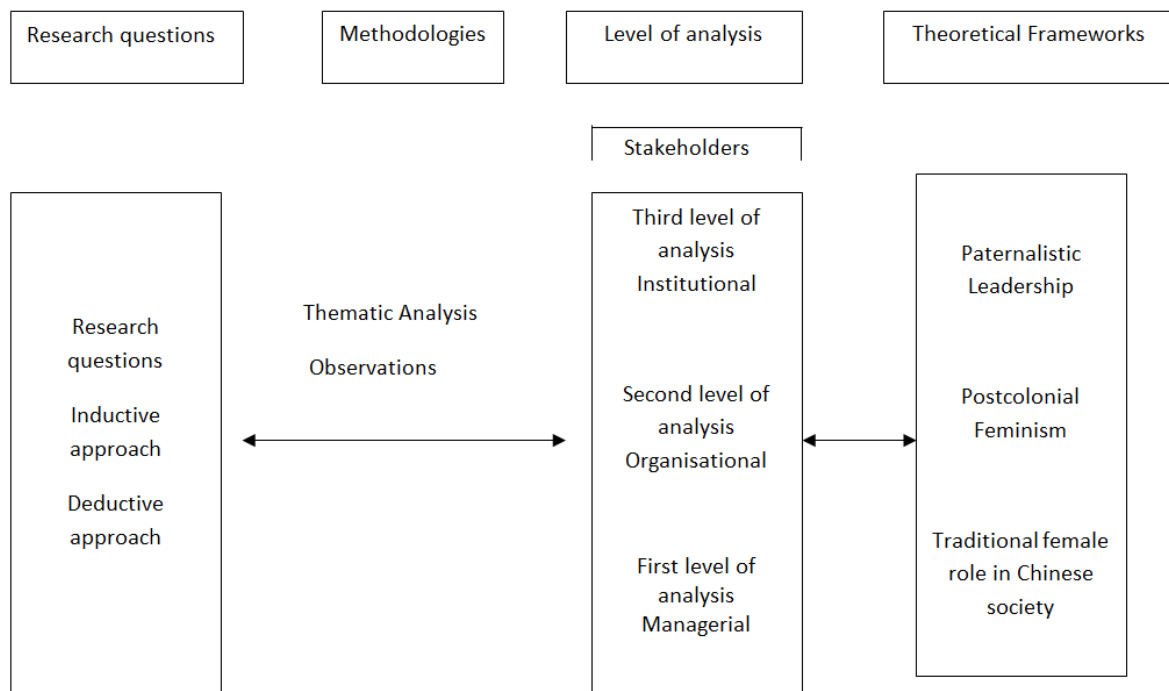 Research questions
Methodologies
Level of analysis
Theoretical Frameworks
Research
questions
Inductive
approach
Deductive
approach
Thematic Analysis
Observations
Stakeholders
Third level of
analysis
Institutional
Second level of
analysis
Organisational
First level of
analysis
Managerial
Paternalistic
Leadership
Postcolonial
Feminism
Traditional female
role in Chinese
society